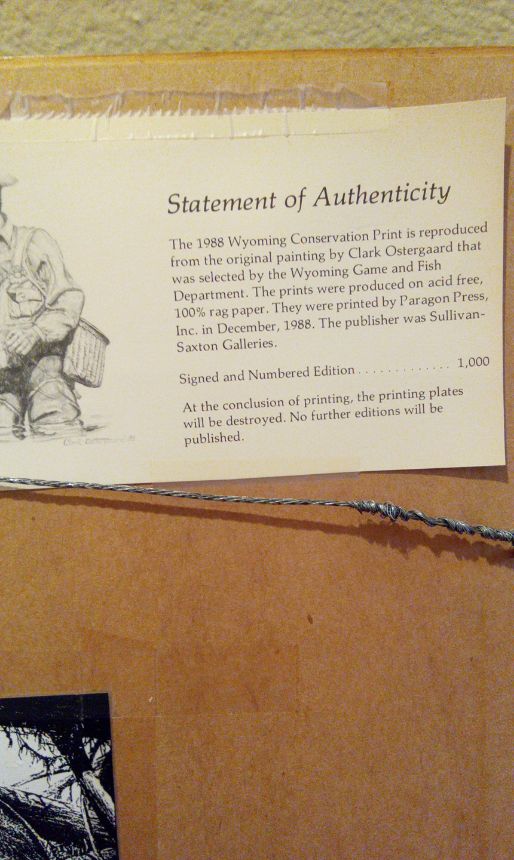 Statement of Authenticity
The 1988 Wyoming Conservation Print is reproduced
from the original painting by Clark Ostergaard that
was selected by the Wyoming Game and Fish
Department. The prints were produced on acid free,
100% rag paper. They were printed by Paragon Press,
Inc. in December, 1988. The publisher was Sullivan-
Saxton Galleries.
Signed and Numbered Edition . . . . . . . . . . . . . 1,000
At the conclusion of printing, the printing plates
will be destroyed. No further editions will be
published.